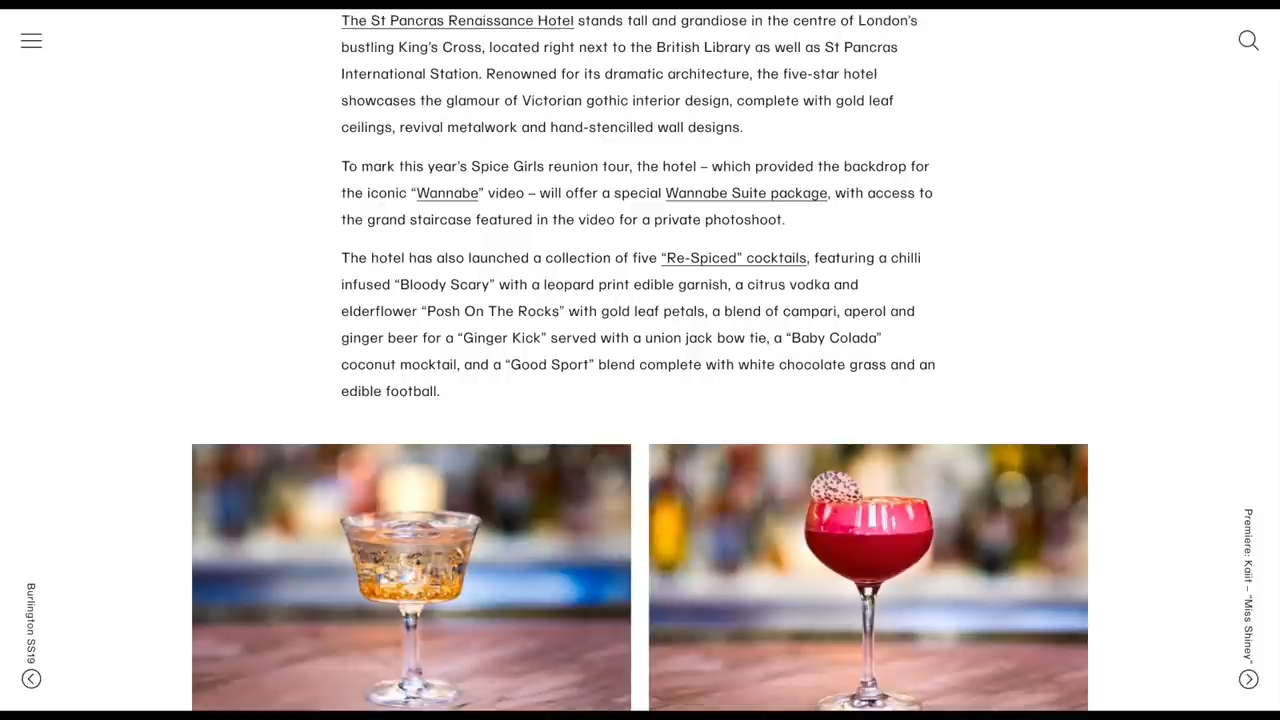 The St Pancras Renaissance Hotel stands tall and grandiose in the centre of London’s
bustling King’s Cross, located right next to the British Library as well as St Pancras
International Station. Renowned for its dramatic architecture, the five-star hotel
showcases the glamour of Victorian gothic interior design, complete with gold leaf
ceilings, revival metalwork and hand-stencilled wall designs.
To mark this year’s Spice Girls reunion tour, the hotel – which provided the backdrop for
the iconic “Wannabe” video – will offer a special Wannabe Suite package, with access to
the grand staircase featured in the video for a private photoshoot.
The hotel has also launched a collection of five “Re-Spiced” cocktails, featuring a chilli
infused “Bloody Scary” with a leopard print edible garnish, a citrus vodka and
elderflower “Posh On The Rocks” with gold leaf petals, a blend of campari, aperol and
ginger beer for a “Ginger Kick” served with a union jack bow tie, a “Baby Colada”
coconut mocktail, and a “Good Sport” blend complete with white chocolate grass and an
edible football.
Burlington SS19
Premiere: Kaiit – “Miss Shiney”